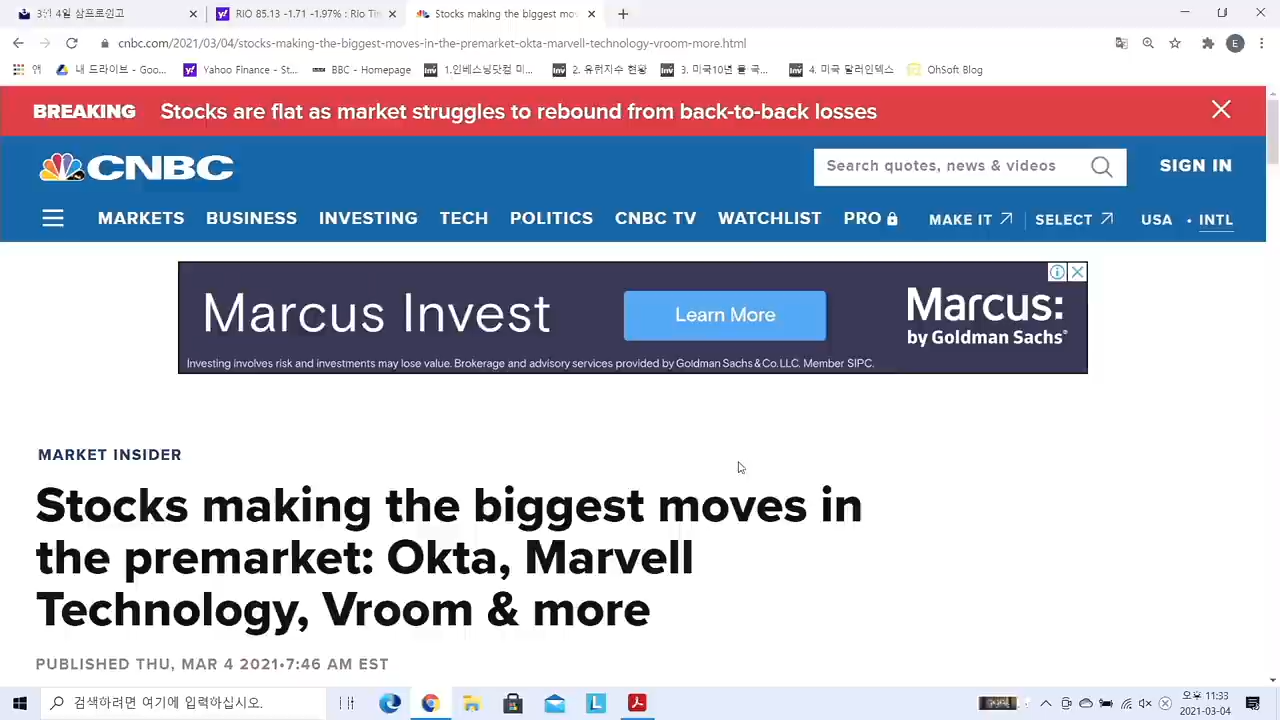 3월 4일 삼프로원고
RIO 85.13 -1.71 -1.97% : Rio Ti
Stocks making the biggest mov
cnbc.com/2021/03/04/stocks-making-the-biggest-moves-in-the-premarket-okta-marvell-technology-vroom-more.html
E
앱 내 드라이브 - Goo... Yahoo Finance - St... BBC - Homepage 1.인베스팅닷컴 미... 2. 유럽지수 현황 3. 미국10년 물 국... 4. 미국 달러인덱스 OhSoft Blog
BREAKING Stocks are flat as market struggles to rebound from back-to-back losses
CNBC
Search quotes, news & videos
SIGN IN
MARKETS BUSINESS INVESTING TECH POLITICS CNBC TV WATCHLIST PRO MAKE IT SELECT USA • INTL
Marcus Invest
Learn More
Marcus:
by Goldman Sachs®
Investing involves risk and investments may lose value. Brokerage and advisory services provided by Goldman Sachs & Co. LLC. Member SIPC.
MARKET INSIDER
Stocks making the biggest moves in
the premarket: Okta, Marvell
Technology, Vroom & more
PUBLISHED THU, MAR 4 2021•7:46 AM EST
검색하려면 여기에 입력하십시오.
오후 11:33
2021-03-04